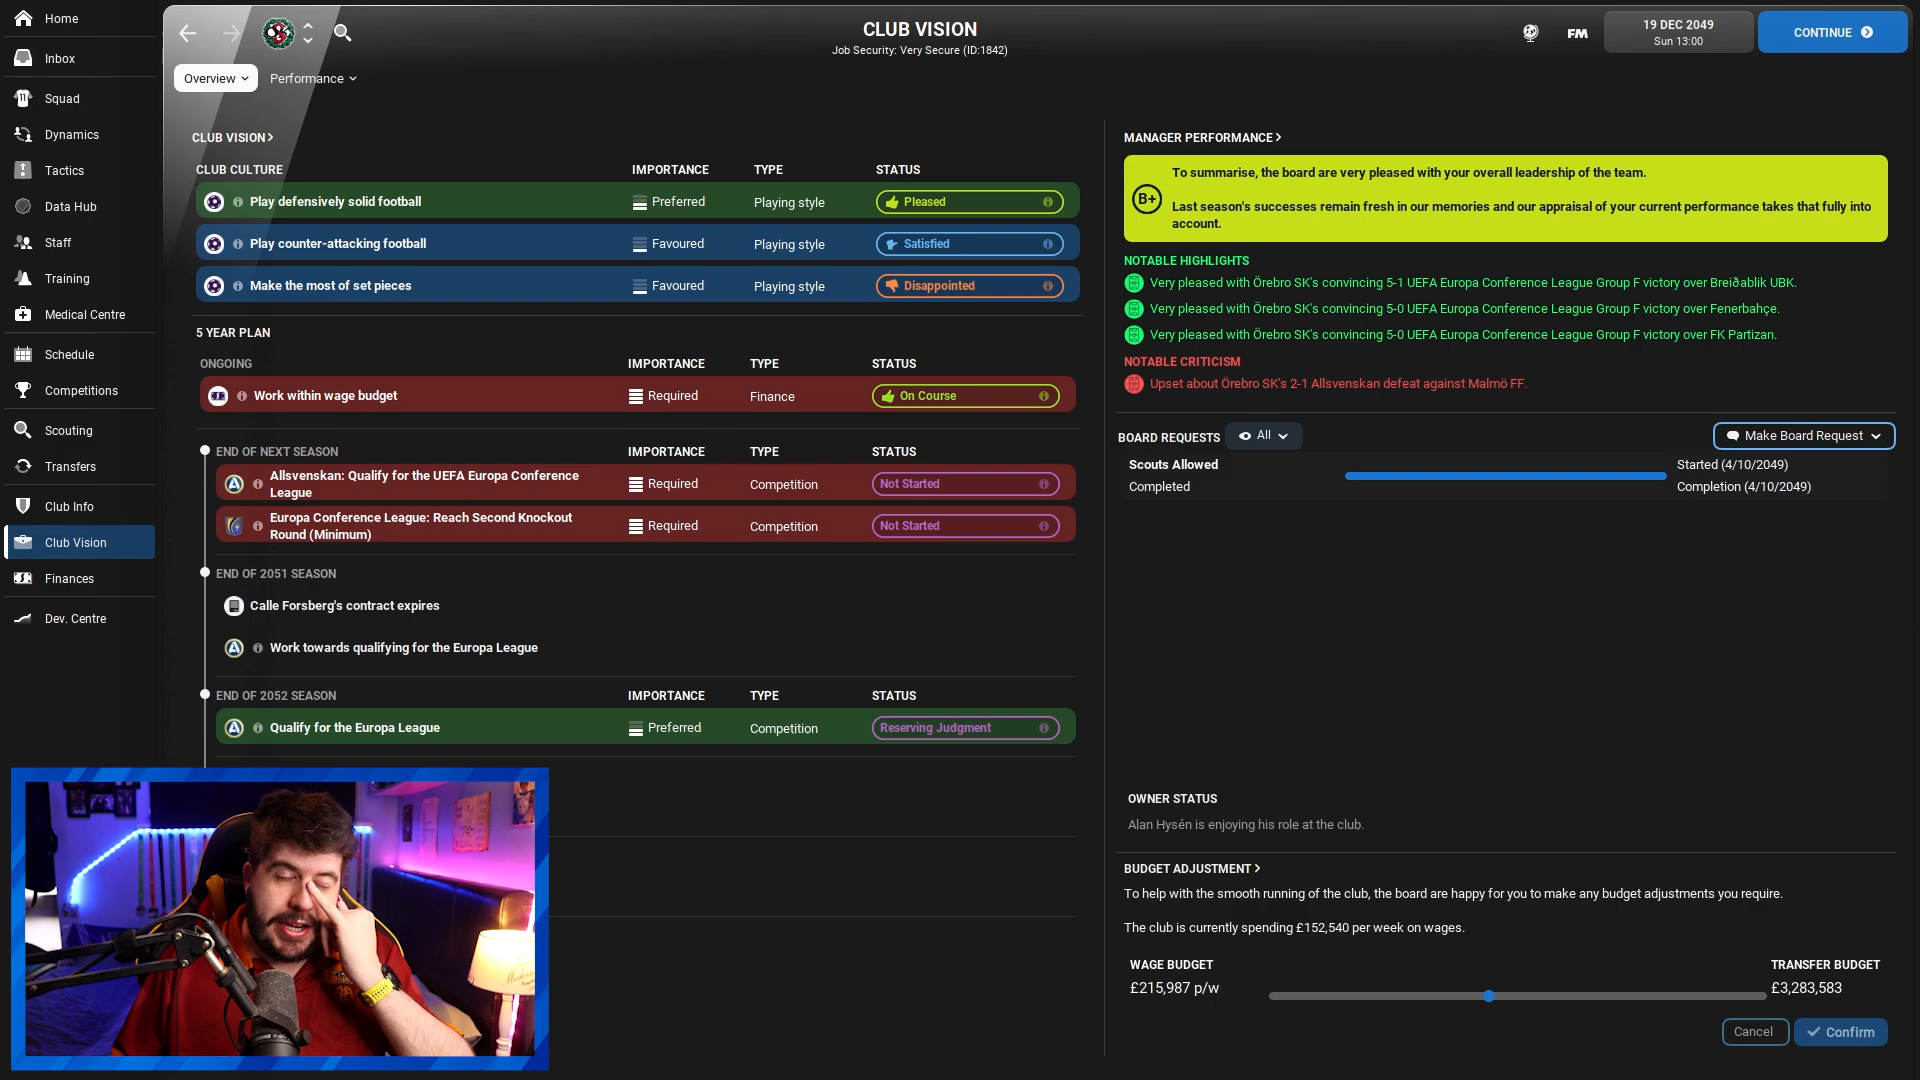 Home
Inbox
Squad
Dynamics
Tactics
Data Hub
Staff
Training
Medical Centre
Schedule
Competitions
Scouting
Transfers
Club Info
Club Vision
Finances
Dev. Centre
CLUB VISION
Job Security: Very Secure (ID:1842)
FM
19 DEC 2049
Sun 13:00
CONTINUE
Overview
Performance
CLUB VISION
CLUB CULTURE IMPORTANCE TYPE STATUS
Play defensively solid football Preferred Playing style Pleased
Play counter-attacking football Favoured Playing style Satisfied
Make the most of set pieces Favoured Playing style Disappointed
5 YEAR PLAN
ONGOING IMPORTANCE TYPE STATUS
Work within wage budget Required Finance On Course
END OF NEXT SEASON IMPORTANCE TYPE STATUS
Allsvenskan: Qualify for the UEFA Europa Conference
League Required Competition Not Started
Europa Conference League: Reach Second Knockout
Round (Minimum) Required Competition Not Started
END OF 2051 SEASON
Calle Forsberg's contract expires
Work towards qualifying for the Europa League
END OF 2052 SEASON IMPORTANCE TYPE STATUS
Qualify for the Europa League Preferred Competition Reserving Judgment
MANAGER PERFORMANCE
B+
To summarise, the board are very pleased with your overall leadership of the team.
Last season's successes remain fresh in our memories and our appraisal of your current performance takes that fully into
account.
NOTABLE HIGHLIGHTS
Very pleased with Örebro SK's convincing 5-1 UEFA Europa Conference League Group F victory over Breiðablik UBK.
Very pleased with Örebro SK's convincing 5-0 UEFA Europa Conference League Group F victory over Fenerbahçe.
Very pleased with Örebro SK's convincing 5-0 UEFA Europa Conference League Group F victory over FK Partizan.
NOTABLE CRITICISM
Upset about Örebro SK's 2-1 Allsvenskan defeat against Malmö FF.
BOARD REQUESTS All Make Board Request
Scouts Allowed Started (4/10/2049)
Completed Completion (4/10/2049)
OWNER STATUS
Alan Hysén is enjoying his role at the club.
BUDGET ADJUSTMENT
To help with the smooth running of the club, the board are happy for you to make any budget adjustments you require.
The club is currently spending £152,540 per week on wages.
WAGE BUDGET TRANSFER BUDGET
£215,987 p/w £3,283,583
Cancel Confirm